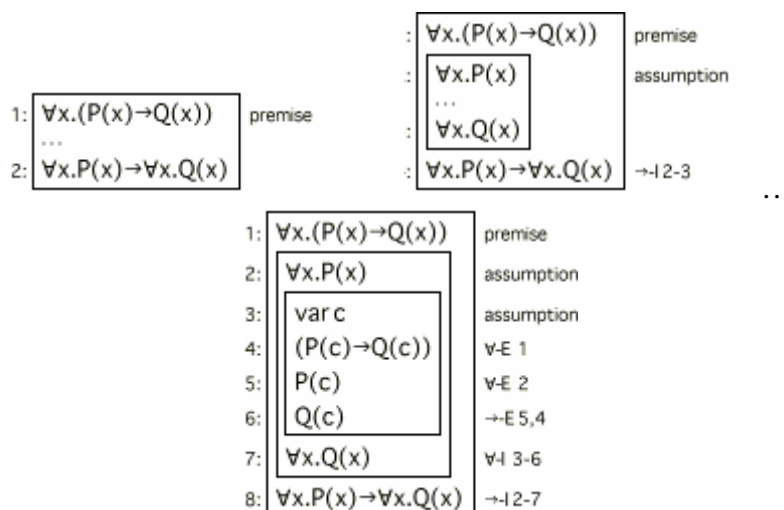 1: ∀x.(P(x)→Q(x)) premise
...
2: ∀x.P(x)→∀x.Q(x)
: ∀x.(P(x)→Q(x)) premise
: ∀x.P(x) assumption
...
: ∀x.Q(x)
: ∀x.P(x)→∀x.Q(x) →-I 2-3
..
1: ∀x.(P(x)→Q(x)) premise
2: ∀x.P(x) assumption
3: var c assumption
4: (P(c)→Q(c)) ∀-E 1
5: P(c) ∀-E 2
6: Q(c) →-E 5,4
7: ∀x.Q(x) ∀-I 3-6
8: ∀x.P(x)→∀x.Q(x) →-I 2-7